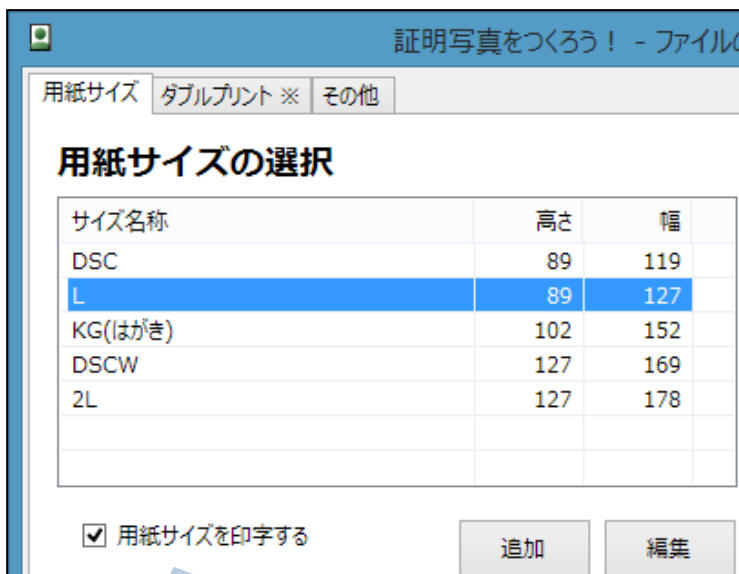 証明写真をつくろう！ - ファイルの
用紙サイズ ダブルプリント ※ その他
用紙サイズの選択
サイズ名称 高さ 幅
DSC 89 119
L 89 127
KG(はがき) 102 152
DSCW 127 169
2L 127 178
用紙サイズを印字する 追加 編集